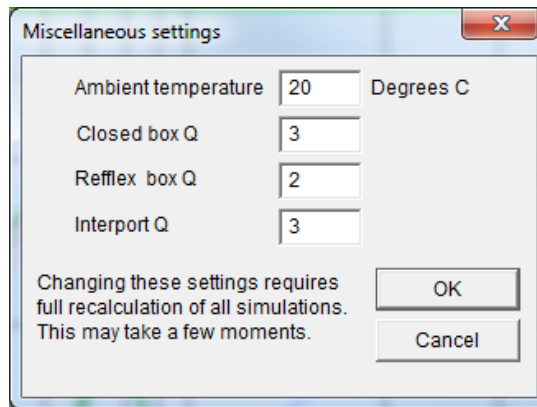 Miscellaneous settings
Ambient temperature 20 Degrees C
Closed box Q 3
Refflex box Q 2
Interport Q 3
Changing these settings requires
full recalculation of all simulations.
This may take a few moments.
OK
Cancel